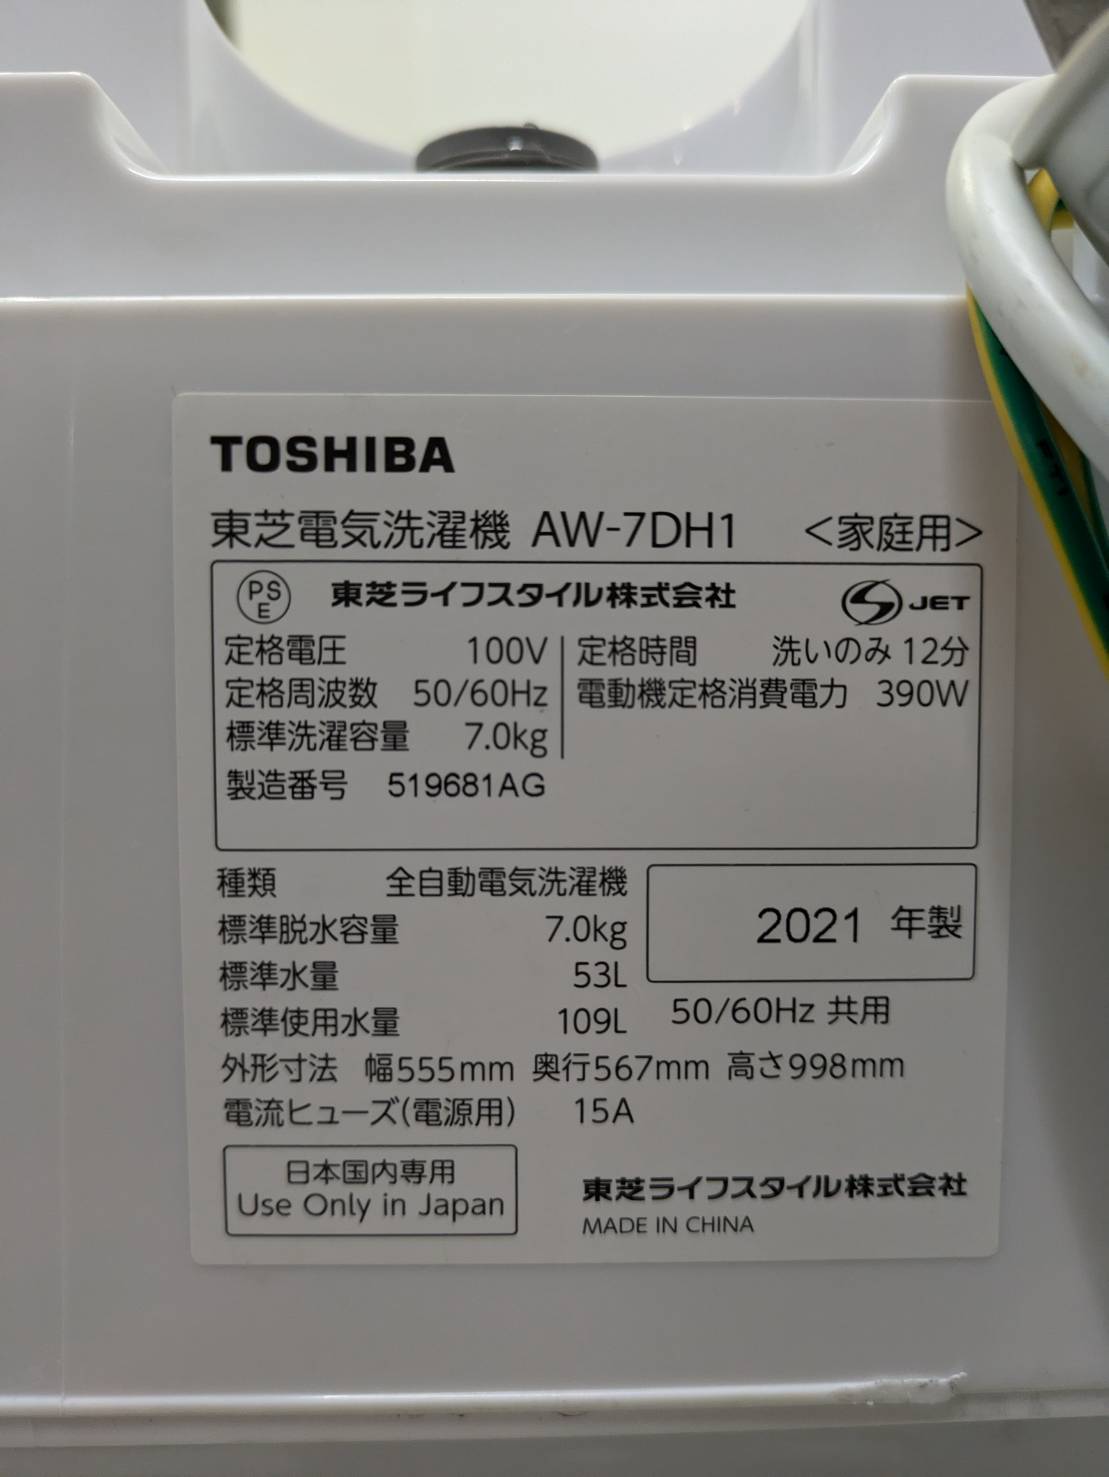 TOSHIBA
東芝電気洗濯機 AW-7DH1 <家庭用>
PS E 東芝ライフスタイル株式会社 JET
定格電圧 100V 定格時間 洗いのみ 12分
定格周波数 50/60Hz 電動機定格消費電力 390W
標準洗濯容量 7.0kg
製造番号 519681AG
種類 全自動電気洗濯機
標準脱水容量 7.0kg 2021 年製
標準水量 53L
標準使用水量 109L 50/60Hz 共用
外形寸法 幅555mm 奥行567mm 高さ998mm
電流ヒューズ(電源用) 15A
日本国内専用
Use Only in Japan
東芝ライフスタイル株式会社
MADE IN CHINA